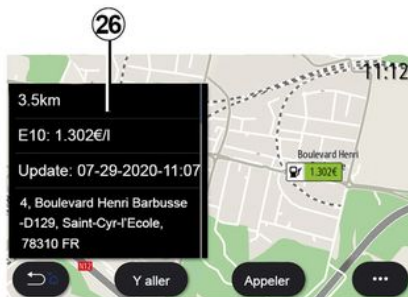 26
11:12
3.5km
E10: 1.302€/l
Update: 07-29-2020-11:07
4, Boulevard Henri Barbusse
-D129, Saint-Cyr-l'Ecole,
78310 FR
Boulevard Henri
1.302€
N12
Y aller
Appeler